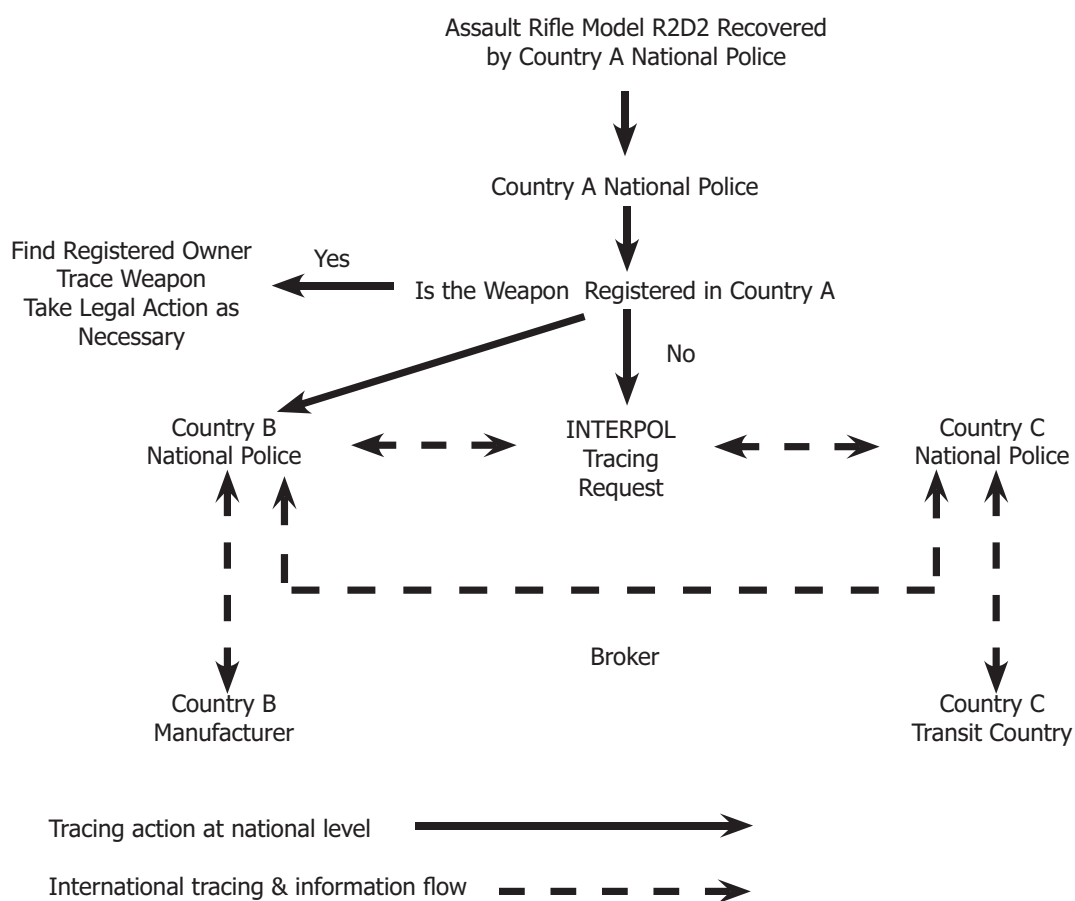 Assault Rifle Model R2D2 Recovered
by Country A National Police
Country A National Police
Find Registered Owner
Trace Weapon
Take Legal Action as
Necessary
Yes
Is the Weapon Registered in Country A
No
Country B
National Police
INTERPOL
Tracing
Request
Country C
National Police
Broker
Country B
Manufacturer
Country C
Transit Country
Tracing action at national level
International tracing & information flow